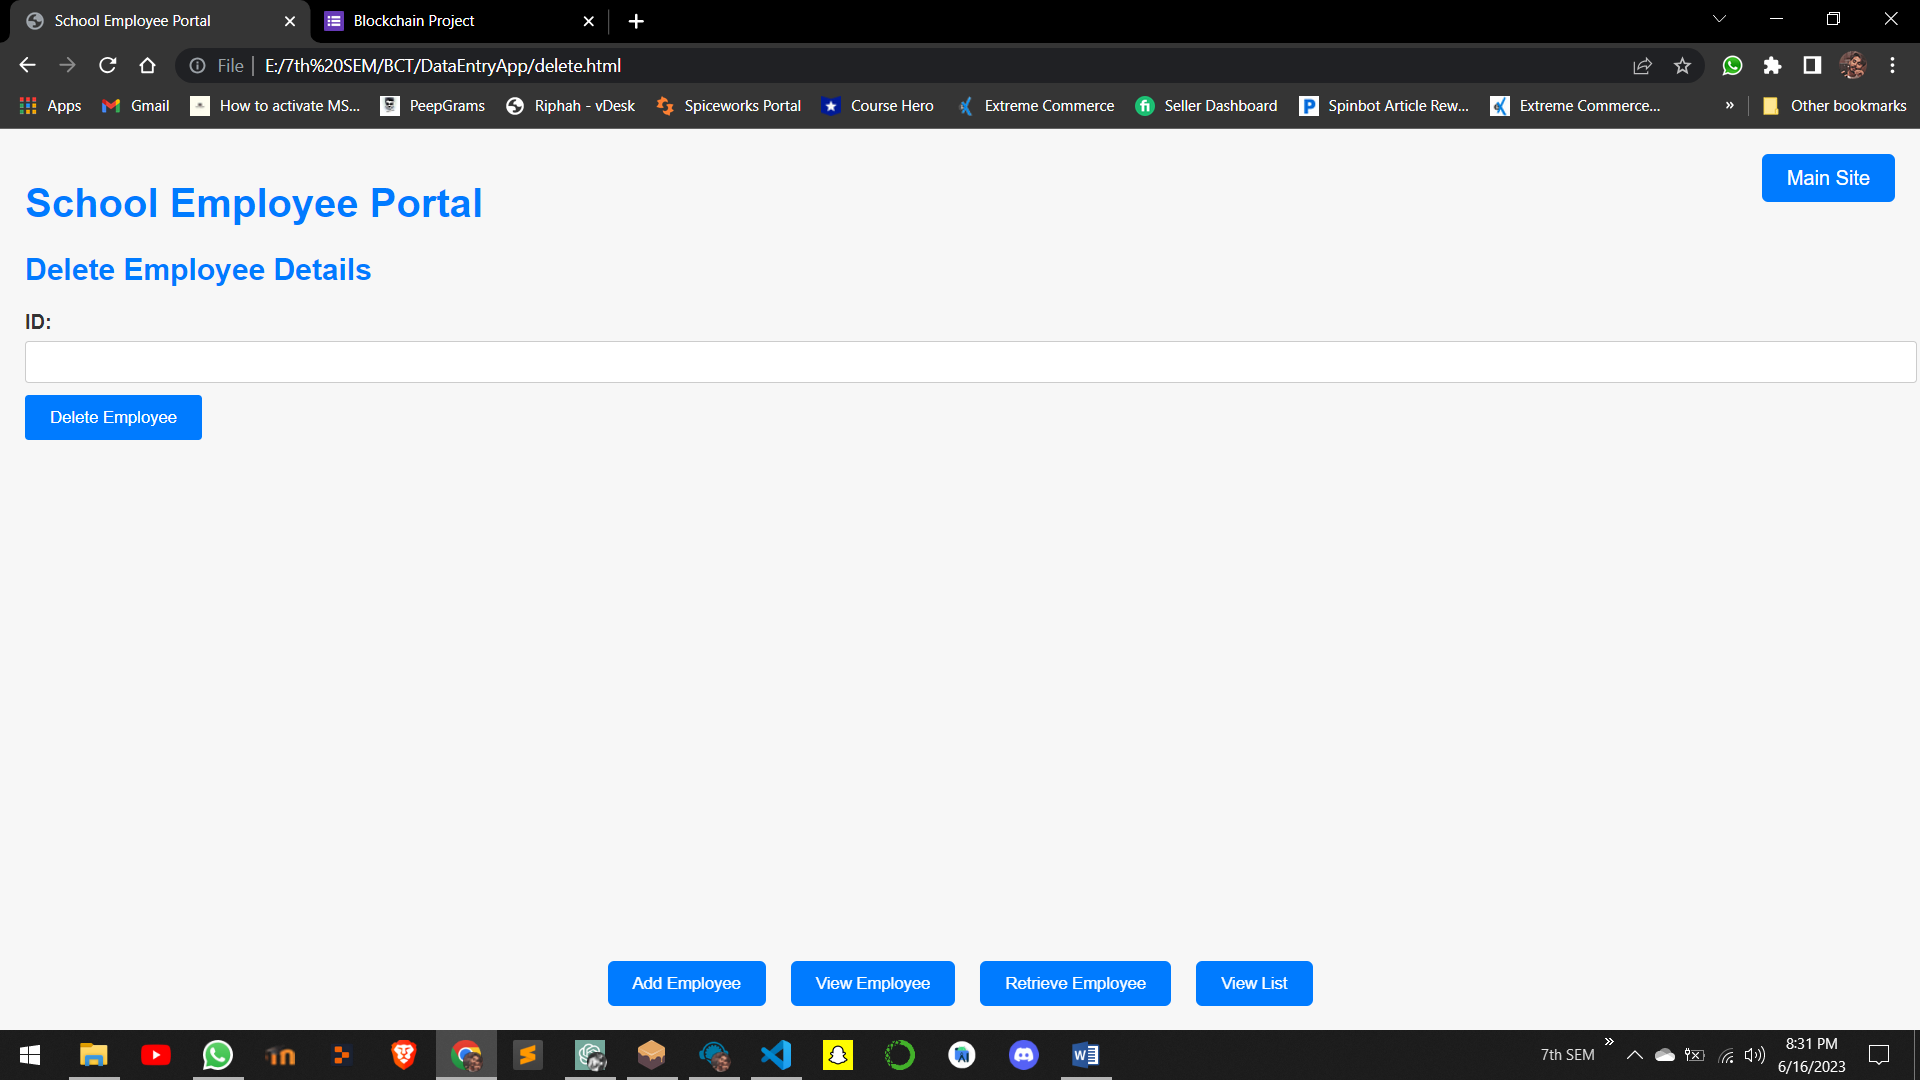 School Employee Portal
Blockchain Project
File
E:/7th%20SEM/BCT/DataEntryApp/delete.html
Apps
Gmail
How to activate MS...
PeepGrams
Riphah - vDesk
Spiceworks Portal
Course Hero
Extreme Commerce
Seller Dashboard
Spinbot Article Rew...
Extreme Commerce...
»
Other bookmarks
Main Site
School Employee Portal
Delete Employee Details
ID:
Delete Employee
Add Employee
View Employee
Retrieve Employee
View List
7th SEM
8:31 PM
6/16/2023